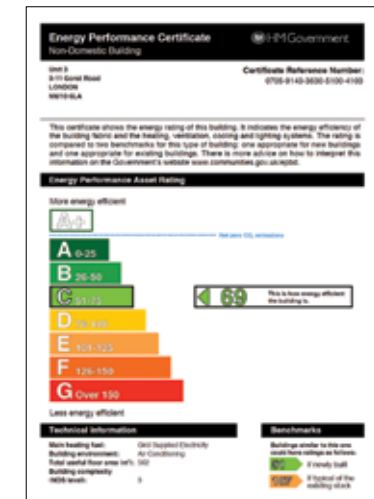 Energy Performance Certificate
HM Government
Non-Domestic Building
Unit 3
Goral Road
LONDON
Certificate Reference Number:
This certificate shows the energy rating of this building. It indicates the energy efficiency of
the building fabric and the heating, ventilation, cooling and lighting systems. The rating is
compared to two benchmarks for this type of building: one appropriate for new buildings
and one appropriate for existing buildings. There is more advice on how to interpret this
information on the Government's website www.communities.gov.uk/epbd.
Energy Performance Asset Rating
More energy efficient
A+
Net zero CO2 emissions
A 0-25
B 26-50
C 51-75
69
This is how energy efficient
the building is.
D 76-100
E 101-125
F 126-150
G Over 150
Less energy efficient
Technical Information
Main heating fuel: Grid Supplied Electricity
Building environment: Air Conditioning
Total useful floor area (m²):
Building complexity
(NOS level): 3
Benchmarks
Buildings similar to this one
could have ratings as follows:
If newly built
If typical of the
existing stock